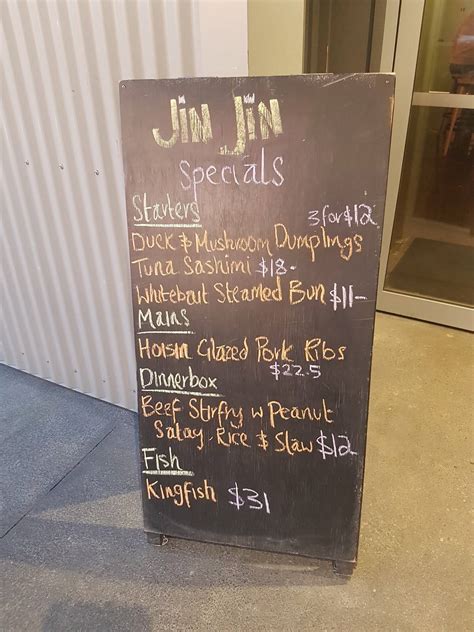 JIN JIN
Specials
Starters
3 for $12
Duck & Mushroom Dumplings
Tuna Sashimi $18-
Whitebait Steamed Bun $11-
Mains
Hoisin Glazed Pork Ribs
$22.5
Dinnerbox
Beef Stirfry w Peanut
Satay, Rice & Slaw $12
Fish
Kingfish $31